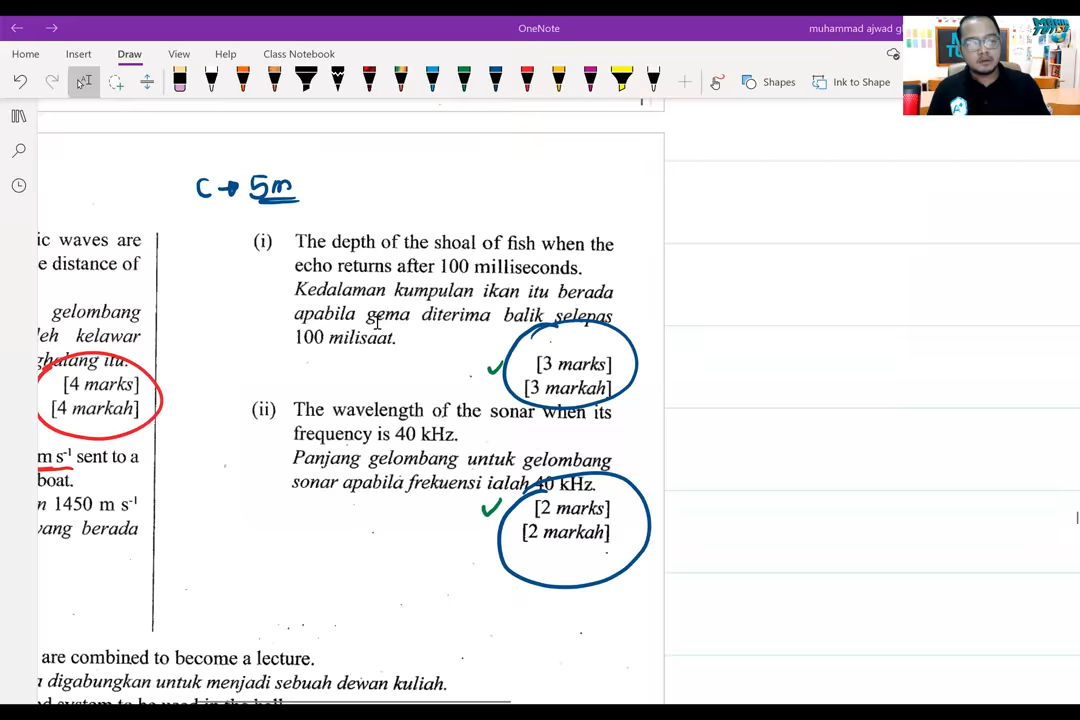 OneNote
muhammad ajwad
Home Insert Draw View Help Class Notebook
Shapes Ink to Shape
C → 5m
ic waves are
e distance of
gelombang
leh kelawar
ghalang itu.
[4 marks]
[4 markah]
m s⁻¹ sent to a
boat.
n 1450 m s⁻¹
yang berada
(i) The depth of the shoal of fish when the
echo returns after 100 milliseconds.
Kedalaman kumpulan ikan itu berada
apabila gema diterima balik selepas
100 milisaat.
[3 marks]
[3 markah]
(ii) The wavelength of the sonar when its
frequency is 40 kHz.
Panjang gelombang untuk gelombang
sonar apabila frekuensi ialah 40 kHz.
[2 marks]
[2 markah]
are combined to become a lecture.
a digabungkan untuk menjadi sebuah dewan kuliah.